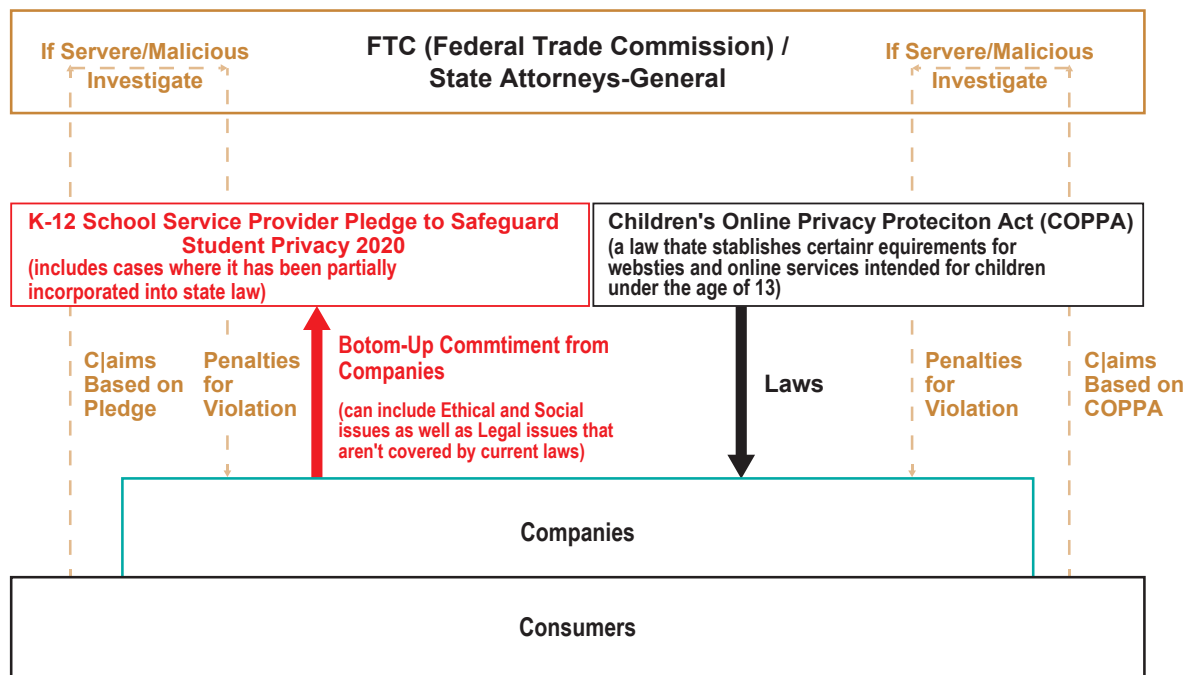 If Servere/Malicious
Investigate
FTC (Federal Trade Commission) /
State Attorneys-General
If Servere/Malicious
Investigate
K-12 School Service Provider Pledge to Safeguard
Student Privacy 2020
(includes cases where it has been partially
incorporated into state law)
Children's Online Privacy Proteciton Act (COPPA)
(a law thate stablishes certainr equirements for
websties and online services intended for children
under the age of 13)
C|aims
Based on
Pledge
Penalties
for
Violation
Botom-Up Commtiment from
Companies
(can include Ethical and Social
issues as well as Legal issues that
aren't covered by current laws)
Laws
Penalties
for
Violation
C|aims
Based on
COPPA
Companies
Consumers